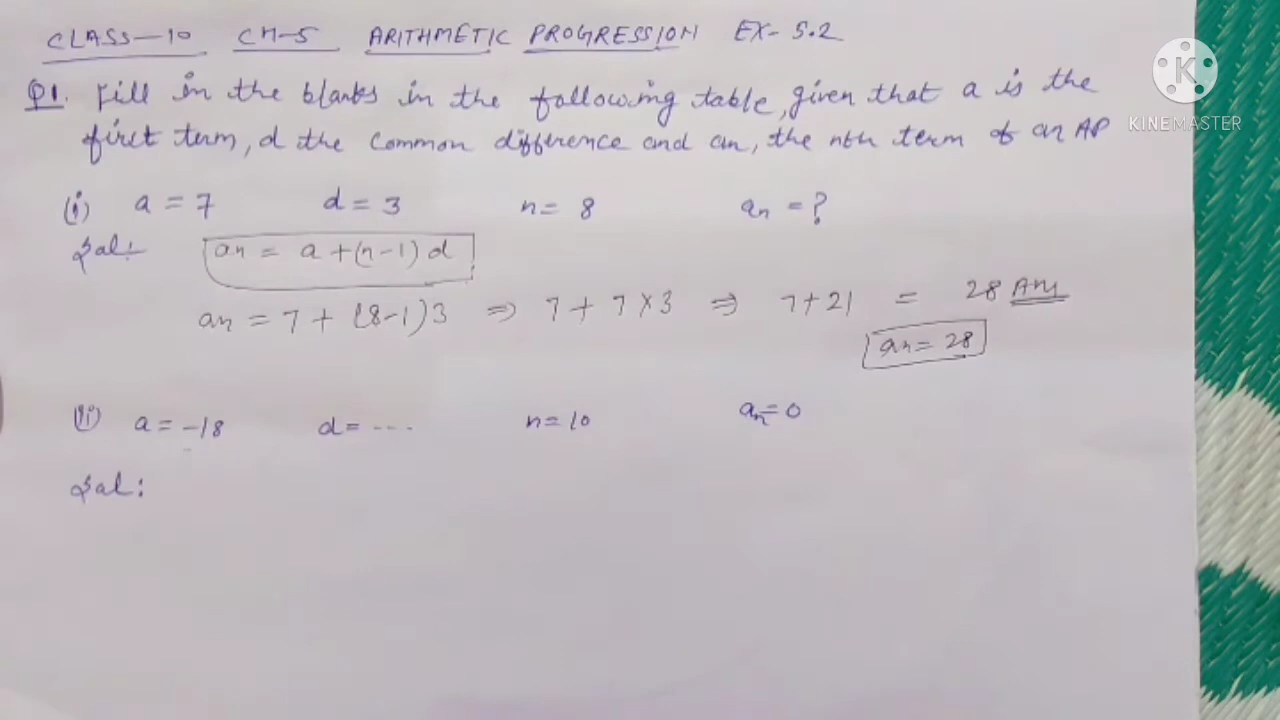 CLASS-10 CH-5 ARITHMETIC PROGRESSION EX- 5.2
Q1. Fill in the blanks in the following table, given that a is the
first term, d the common difference and an, the nth term of an AP
(i) a = 7 d = 3 n = 8 an = ?
Sol:
an = a + (n-1) d
an = 7 + (8-1)3 ⇒ 7 + 7×3 ⇒ 7+21 = 28 Ans
an = 28
(ii) a = -18 d = --- n = 10 an = 0
Sol:
K
KINEMASTER